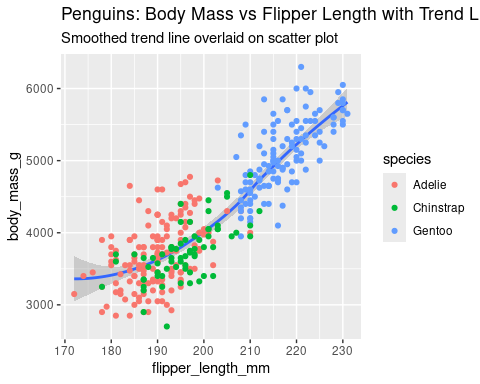 Penguins: Body Mass vs Flipper Length with Trend L
Smoothed trend line overlaid on scatter plot
body_mass_g
6000
5000
4000
3000
170 180 190 200 210 220 230
flipper_length_mm
species
Adelie
Chinstrap
Gentoo